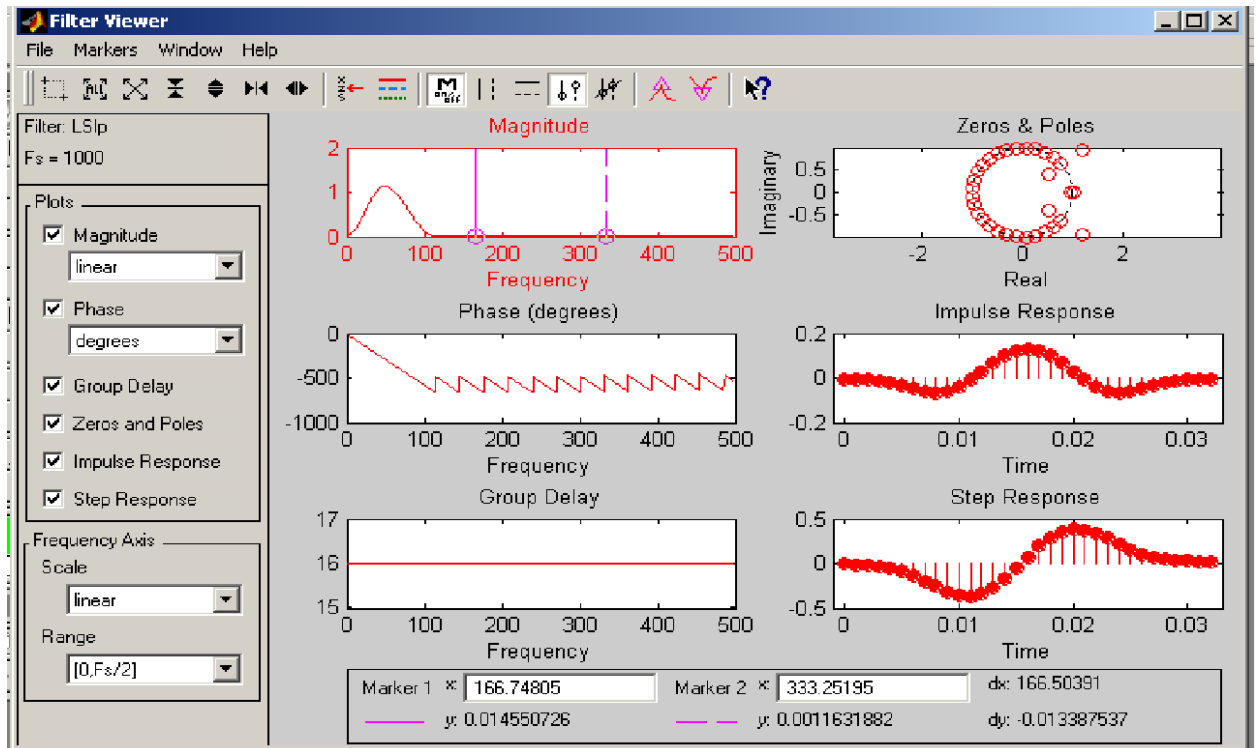 Filter Viewer
File Markers Window Help
Filter: LSlp
Fs = 1000
Plots
Magnitude
linear
Phase
degrees
Group Delay
Zeros and Poles
Impulse Response
Step Response
Frequency Axis
Scale
linear
Range
[0,Fs/2]
Magnitude
2
1
0
0 100 200 300 400 500
Frequency
Zeros & Poles
Imaginary
0.5
0
-0.5
-2 0 2
Real
Phase (degrees)
0
-500
-1000
0 100 200 300 400 500
Frequency
Impulse Response
0.2
0
-0.2
0 0.01 0.02 0.03
Time
Group Delay
17
16
15
0 100 200 300 400 500
Frequency
Step Response
0.5
0
-0.5
0 0.01 0.02 0.03
Time
Marker 1 x: 166.74805 Marker 2 x: 333.25195 dx: 166.50391
y: 0.014550726 y: 0.0011631882 dy: -0.013387537